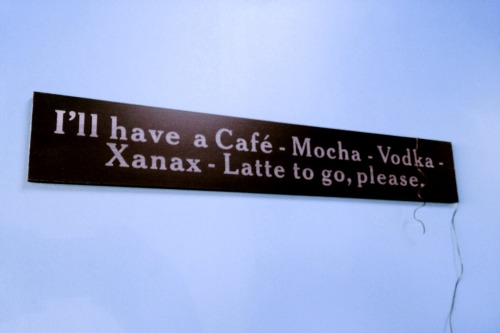 I'll have a Café - Mocha - Vodka -
Xanax - Latte to go, please.